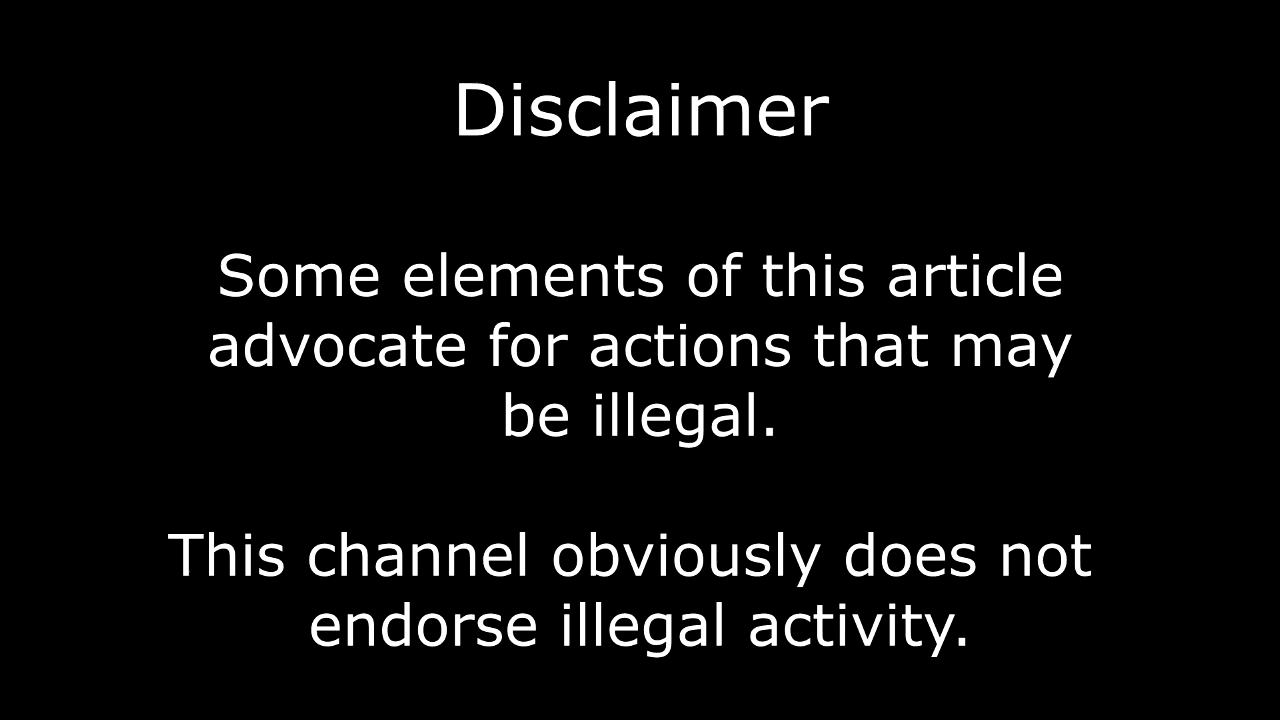 Disclaimer
Some elements of this article
advocate for actions that may
be illegal.
This channel obviously does not
endorse illegal activity.